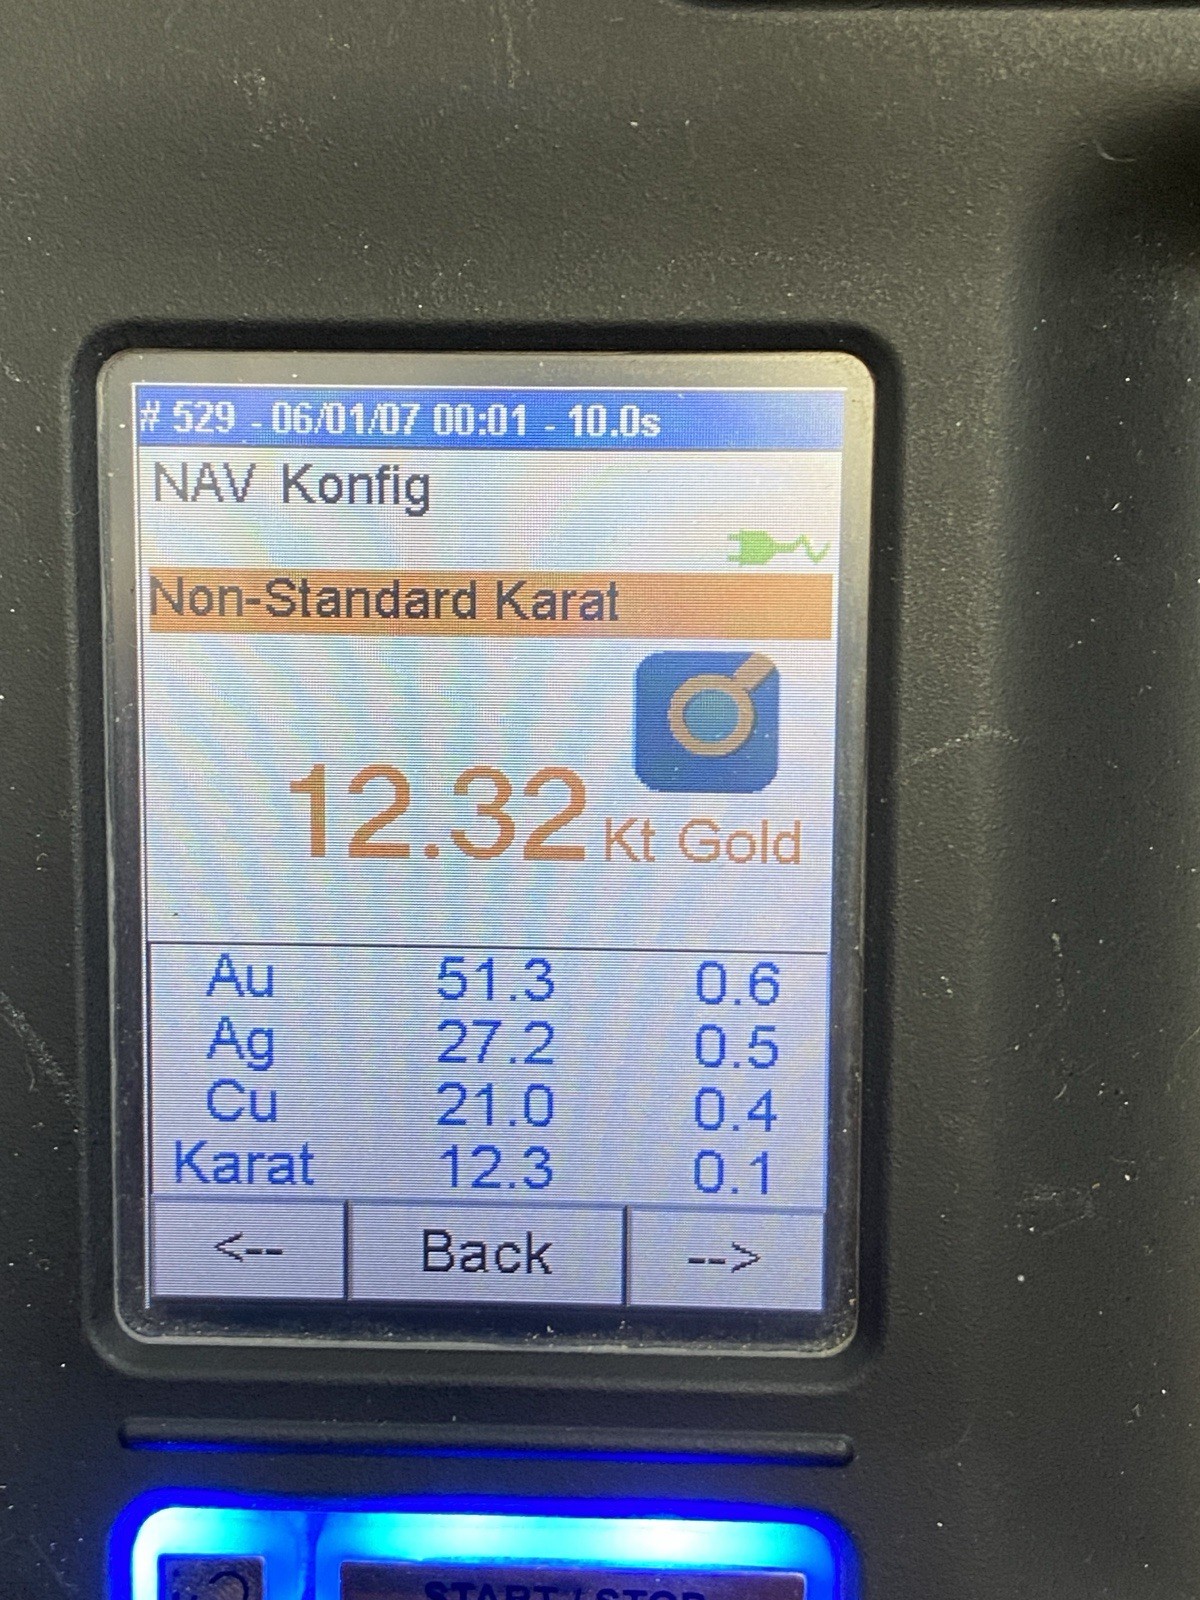 # 529 - 06/01/07 00:01 - 10.0s
NAV Konfig
Non-Standard Karat
12.32 Kt Gold
Au 51.3 0.6
Ag 27.2 0.5
Cu 21.0 0.4
Karat 12.3 0.1
<-- Back -->
START / STOP